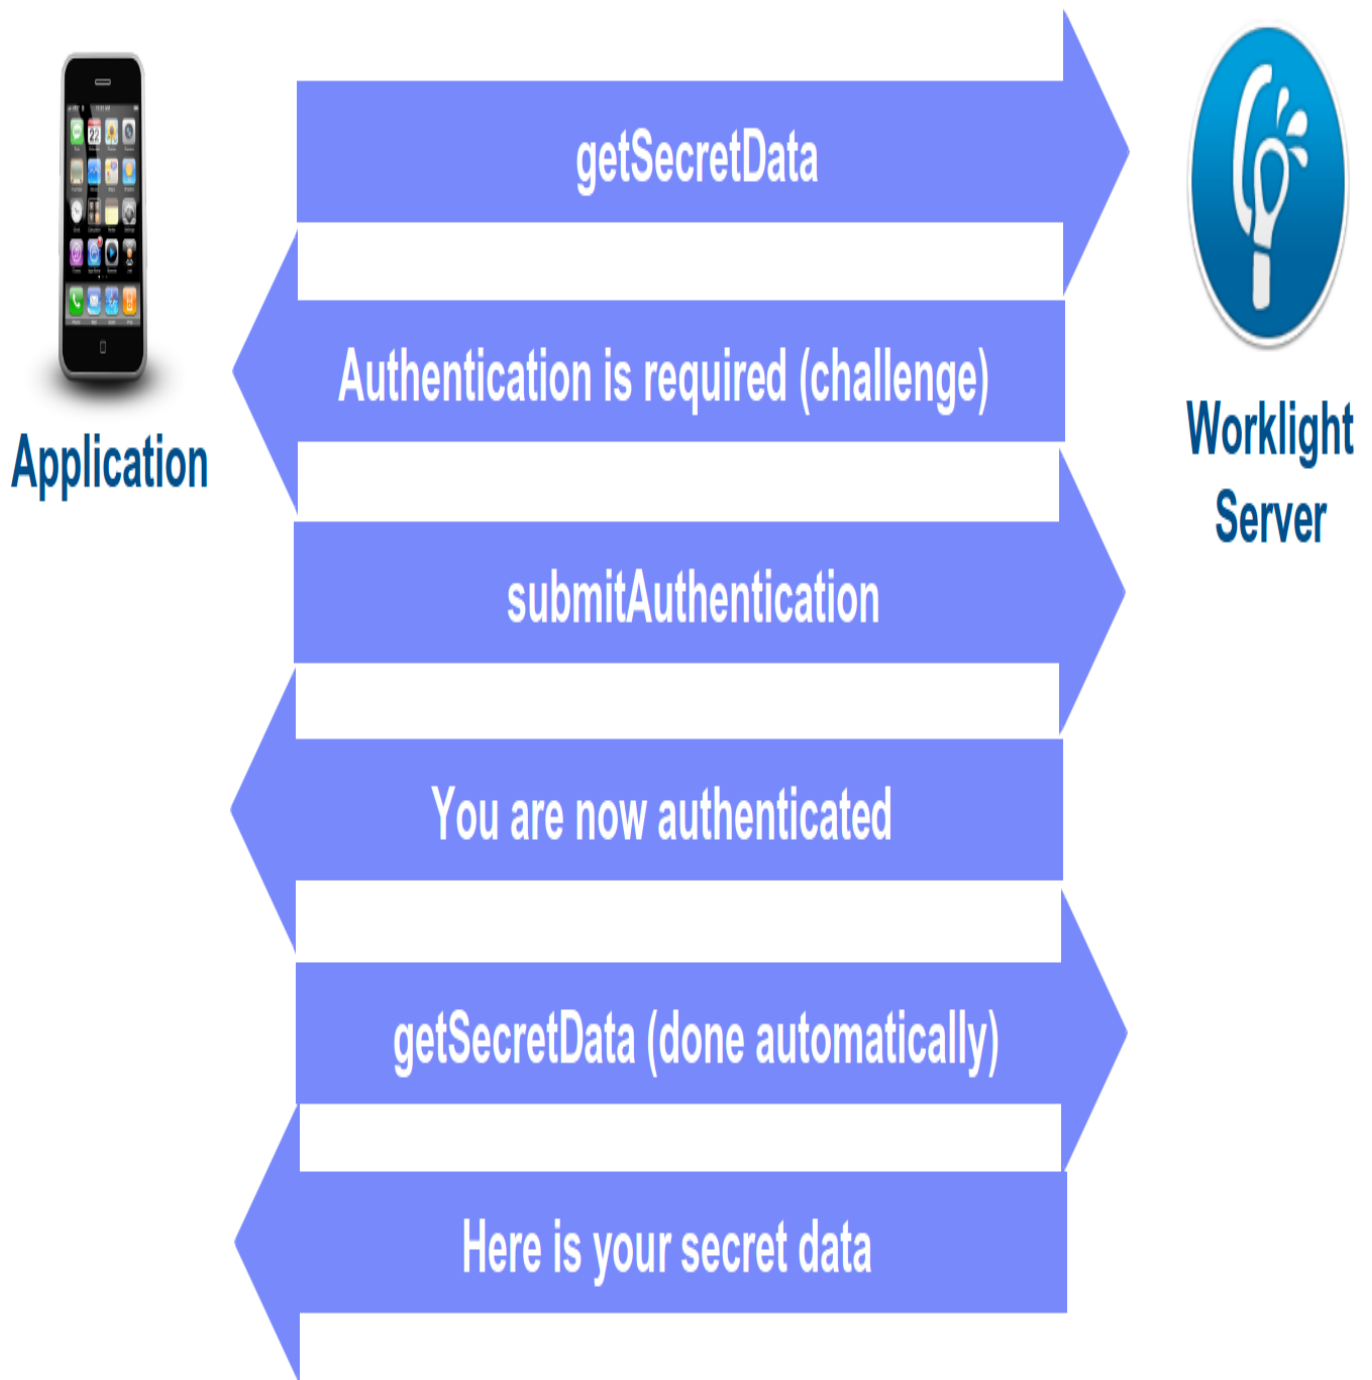 getSecretData
Authentication is required (challenge)
Application
Worklight
Server
submitAuthentication
You are now authenticated
getSecretData (done automatically)
Here is your secret data